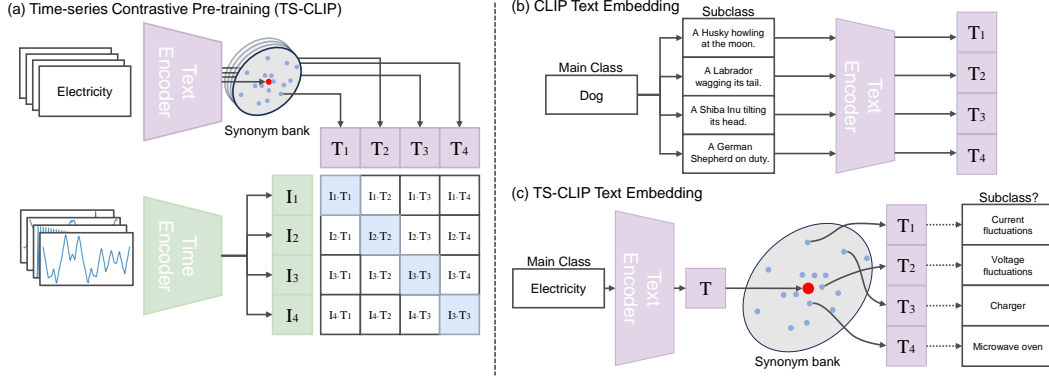 (a) Time-series Contrastive Pre-training (TS-CLIP)
Electricity
Text
Encoder
Synonym bank
T₁ T₂ T₃ T₄
Time
Encoder
I₁ I₁·T₁ I₁·T₂ I₁·T₃ I₁·T₄
I₂ I₂·T₁ I₂·T₂ I₂·T₃ I₂·T₄
I₃ I₃·T₁ I₃·T₂ I₃·T₃ I₃·T₄
I₄ I₄·T₁ I₄·T₂ I₄·T₃ I₃·T₃
(b) CLIP Text Embedding
Main Class
Dog
Subclass
A Husky howling
at the moon.
A Labrador
wagging its tail.
A Shiba Inu tilting
its head.
A German
Shepherd on duty.
Text
Encoder
T₁
T₂
T₃
T₄
(c) TS-CLIP Text Embedding
Main Class
Electricity
Text
Encoder
T
Synonym bank
T₁
T₂
T₃
T₄
Subclass?
Current
fluctuations
Voltage
fluctuations
Charger
Microwave oven